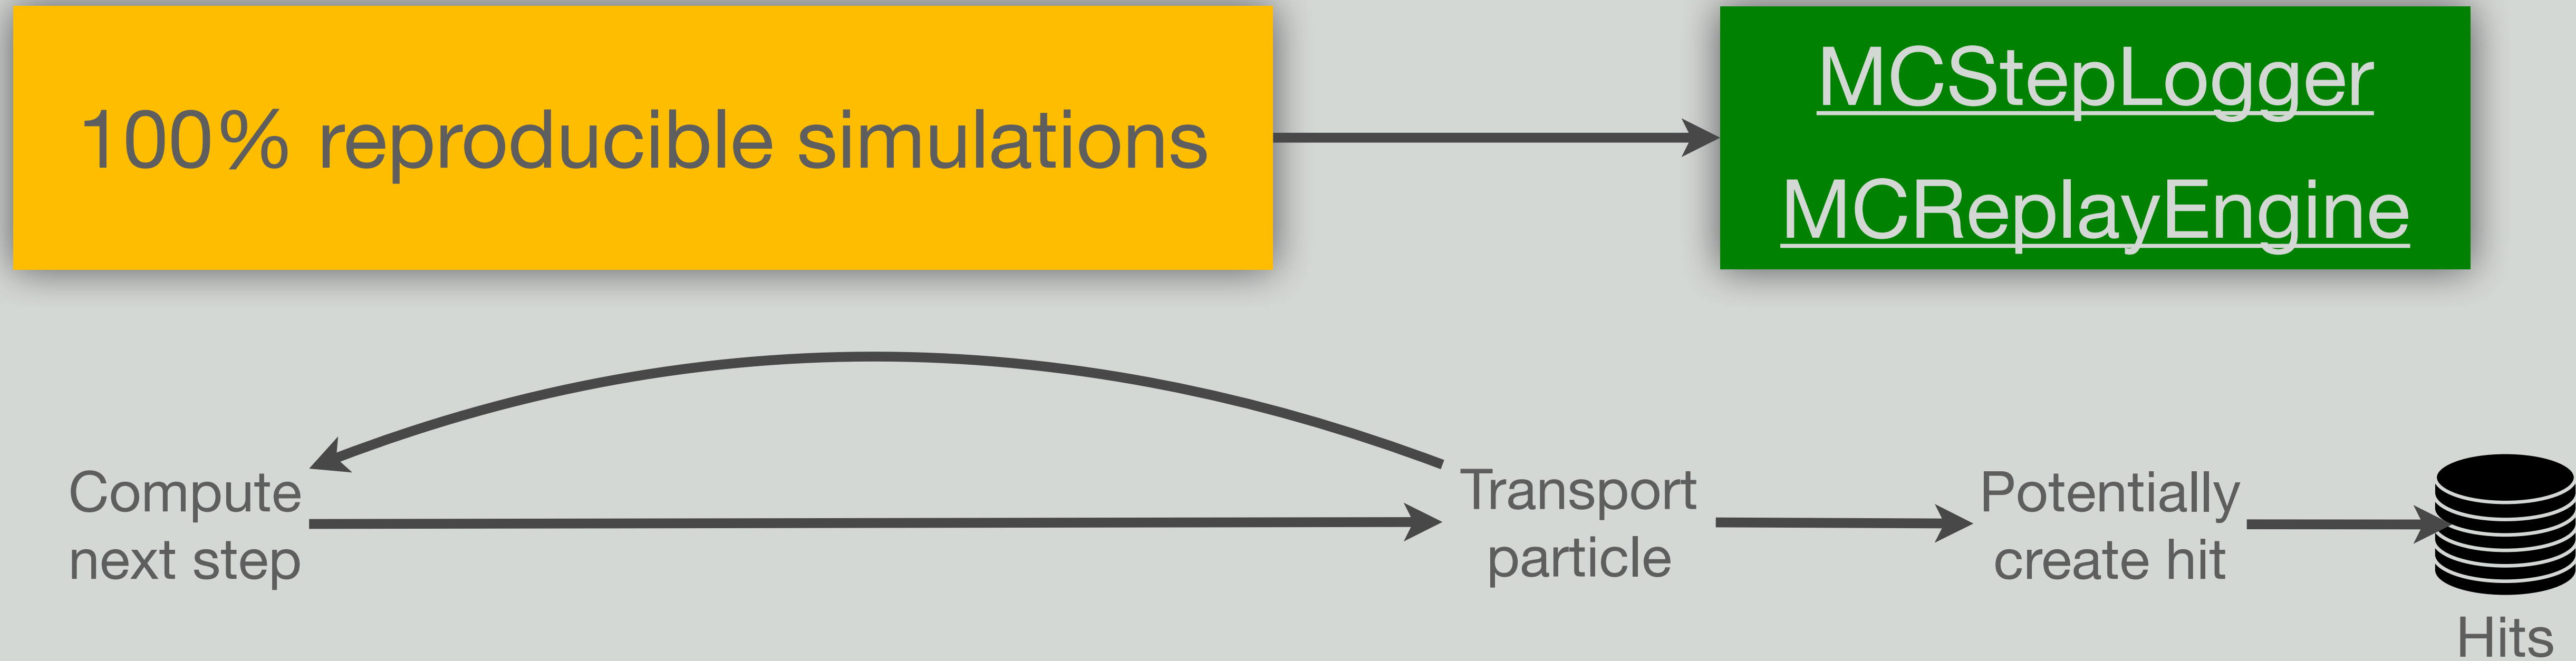 100% reproducible simulations
MCStepLogger
MCReplayEngine
Compute
next step
Transport
particle
Potentially
create hit
Hits